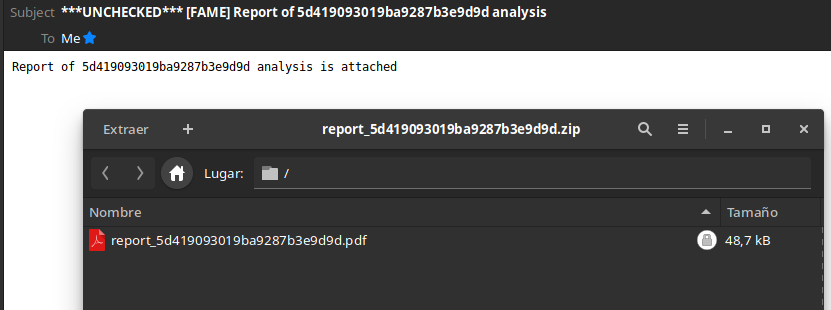 Subject ***UNCHECKED*** [FAME] Report of 5d419093019ba9287b3e9d9d analysis
To Me
Report of 5d419093019ba9287b3e9d9d analysis is attached
Extraer + report_5d419093019ba9287b3e9d9d.zip
Lugar: /
Nombre Tamaño
report_5d419093019ba9287b3e9d9d.pdf 48,7 kB